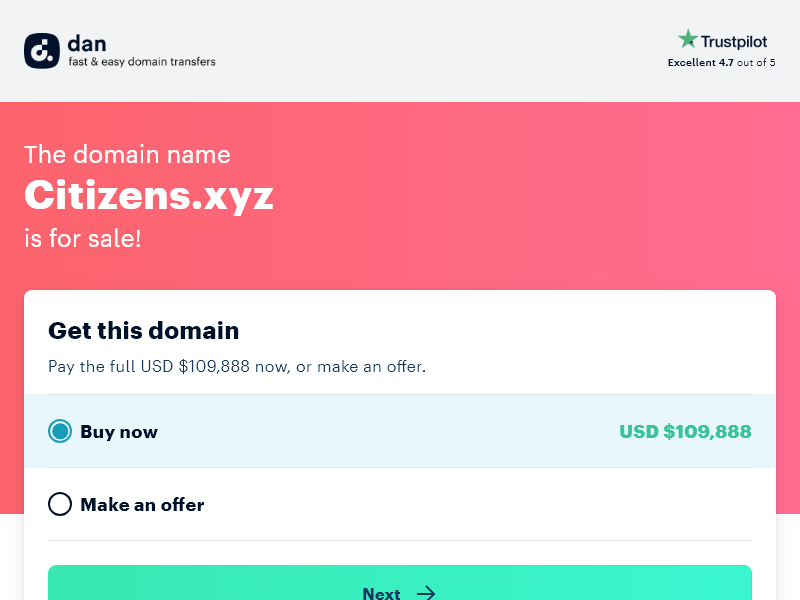 dan
fast & easy domain transfers
Trustpilot
Excellent 4.7 out of 5
The domain name
Citizens.xyz
is for sale!
Get this domain
Pay the full USD $109,888 now, or make an offer.
Buy now USD $109,888
Make an offer
Next